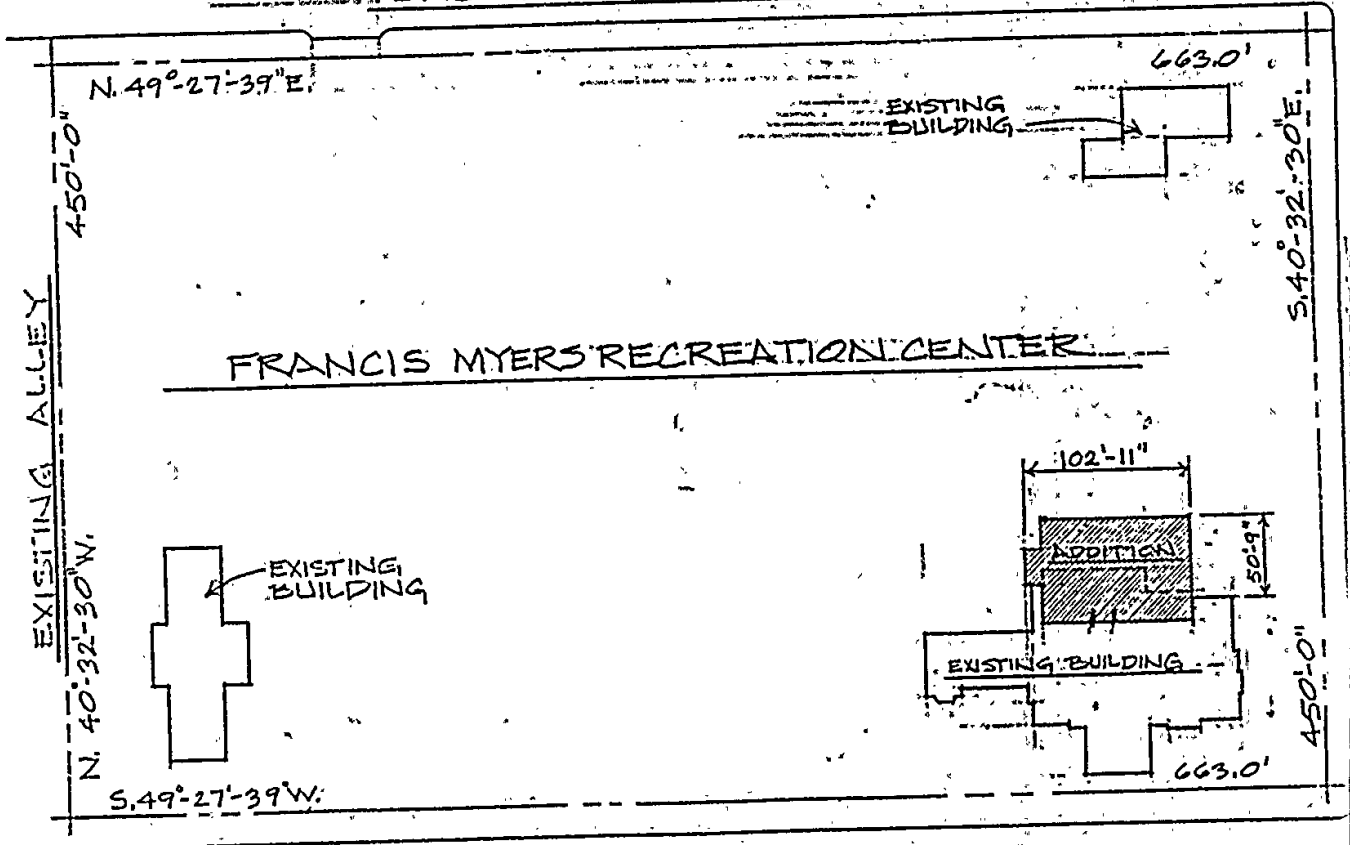 N. 49°-27'-39"E.
663.0'
450'-0"
EXISTING
BUILDING
S.40°-32'-30"E.
EXISTING ALLEY
FRANCIS MYERS RECREATION CENTER
102'-11"
ADDITION
50'-9"
EXISTING
BUILDING
N. 40°-32'-30"W.
EXISTING BUILDING
450'-0"
663.0'
S.49°-27'-39"W.